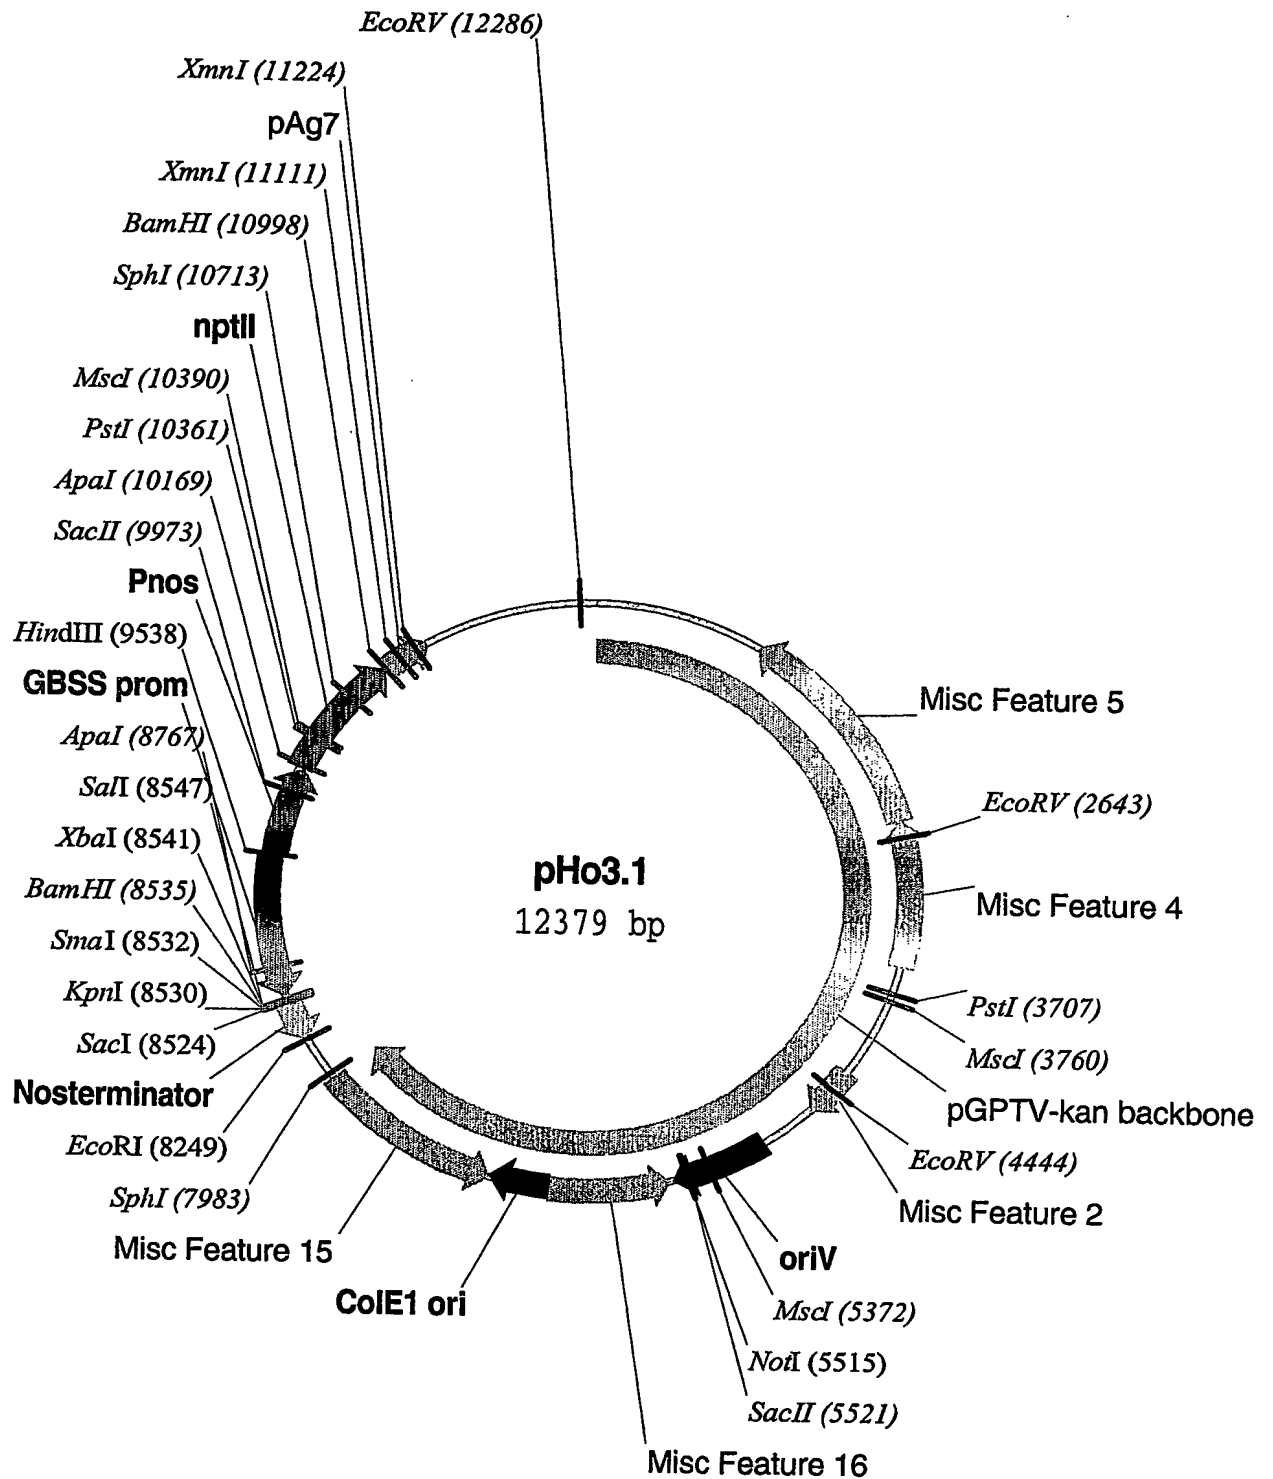 EcoRV (12286)
XmnI (11224)
pAg7
XmnI (11111)
BamHI (10998)
SphI (10713)
nptII
MscI (10390)
PstI (10361)
ApaI (10169)
SacII (9973)
Pnos
HindIII (9538)
GBSS prom
ApaI (8767)
SalI (8547)
XbaI (8541)
BamHI (8535)
SmaI (8532)
KpnI (8530)
SacI (8524)
Nosterminator
EcoRI (8249)
SphI (7983)
Misc Feature 15
ColE1 ori
pHo3.1
12379 bp
Misc Feature 5
EcoRV (2643)
Misc Feature 4
PstI (3707)
MscI (3760)
pGPTV-kan backbone
EcoRV (4444)
Misc Feature 2
oriV
MscI (5372)
NotI (5515)
SacII (5521)
Misc Feature 16